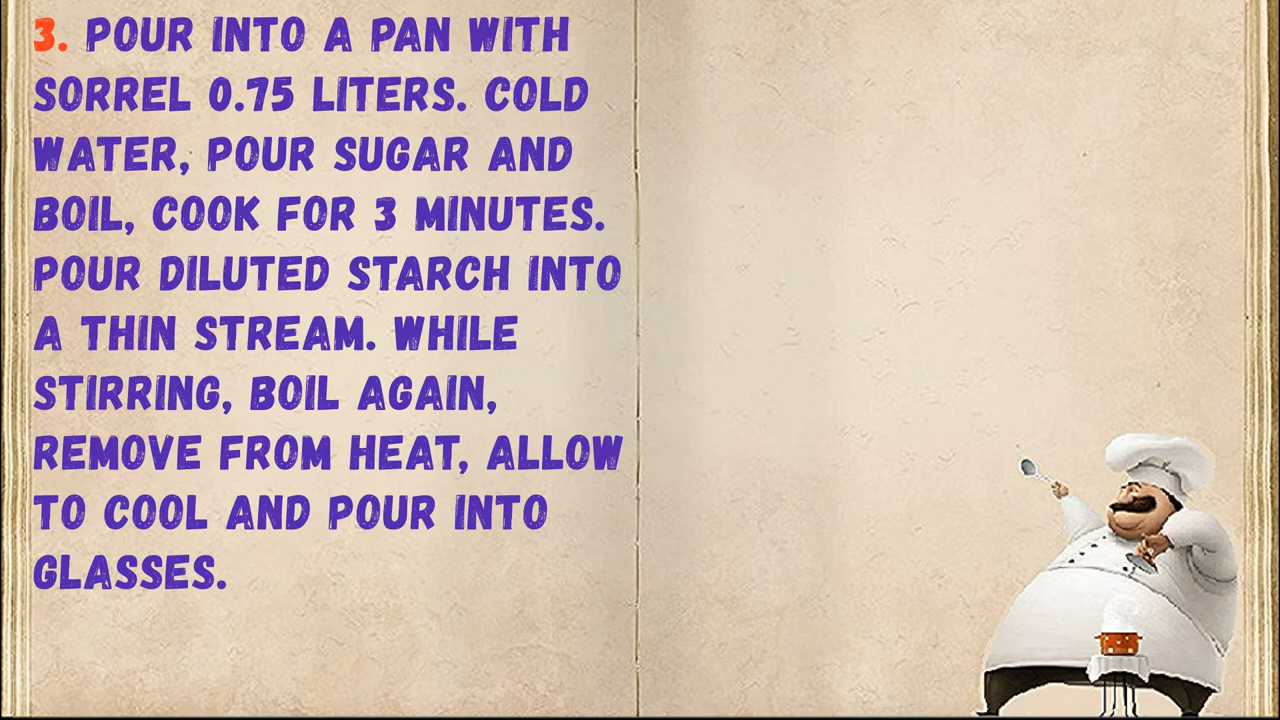 3. POUR INTO A PAN WITH
SORREL 0.75 LITERS. COLD
WATER, POUR SUGAR AND
BOIL, COOK FOR 3 MINUTES.
POUR DILUTED STARCH INTO
A THIN STREAM. WHILE
STIRRING, BOIL AGAIN,
REMOVE FROM HEAT, ALLOW
TO COOL AND POUR INTO
GLASSES.